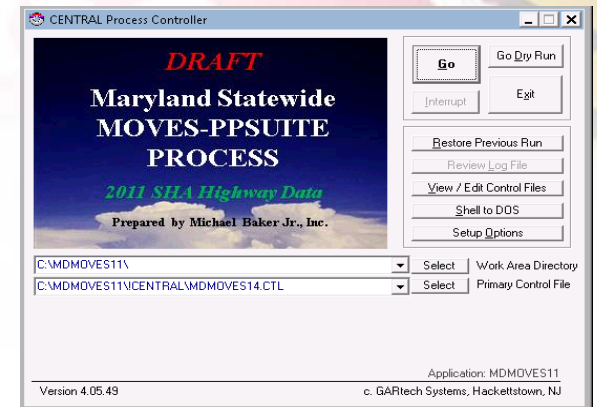 CENTRAL Process Controller
DRAFT
Maryland Statewide
MOVES-PPSUITE
PROCESS
2011 SHA Highway Data
Prepared by Michael Baker Jr., Inc.
Go
Go Dry Run
Interrupt
Exit
Restore Previous Run
Review Log File
View / Edit Control Files
Shell to DOS
Setup Options
C:\MDMOVES11\
Select
Work Area Directory
C:\MDMOVES11\!CENTRAL\MDMOVES14.CTL
Select
Primary Control File
Application: MDMOVES11
Version 4.05.49
c. GARtech Systems, Hackettstown, NJ